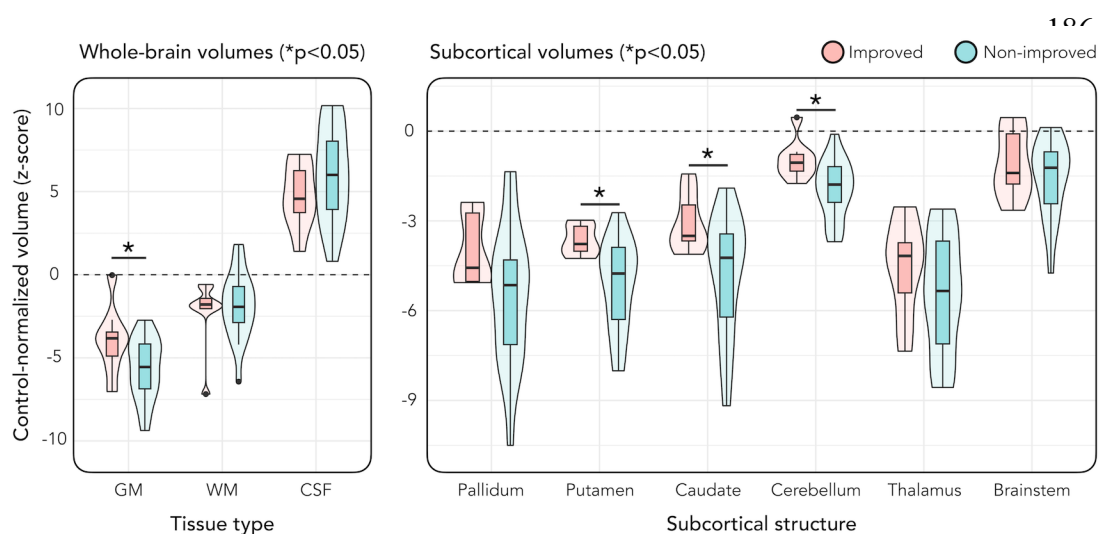 Whole-brain volumes (*p<0.05)
Subcortical volumes (*p<0.05)
Improved
Non-improved
Control-normalized volume (z-score)
10
5
0
-5
-10
*
GM
WM
CSF
Tissue type
0
-3
-6
-9
*
*
*
Pallidum
Putamen
Caudate
Cerebellum
Thalamus
Brainstem
Subcortical structure